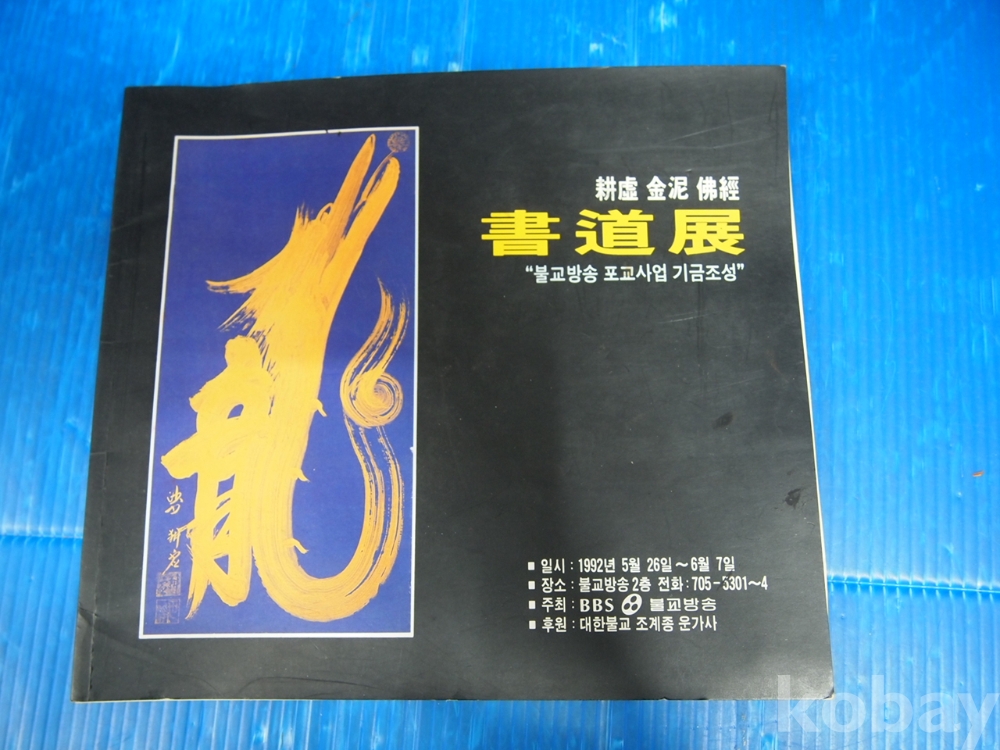 耕虛 金泥 佛經
書道展
“불교방송 포교사업 기금조성”
龍
■ 일시 : 1992년 5월 26일～6월 7일
■ 장소 : 불교방송 2층 전화 : 705-3301～4
■ 주최 : BBS 불교방송
■ 후원 : 대한불교 조계종 운가사
kobay